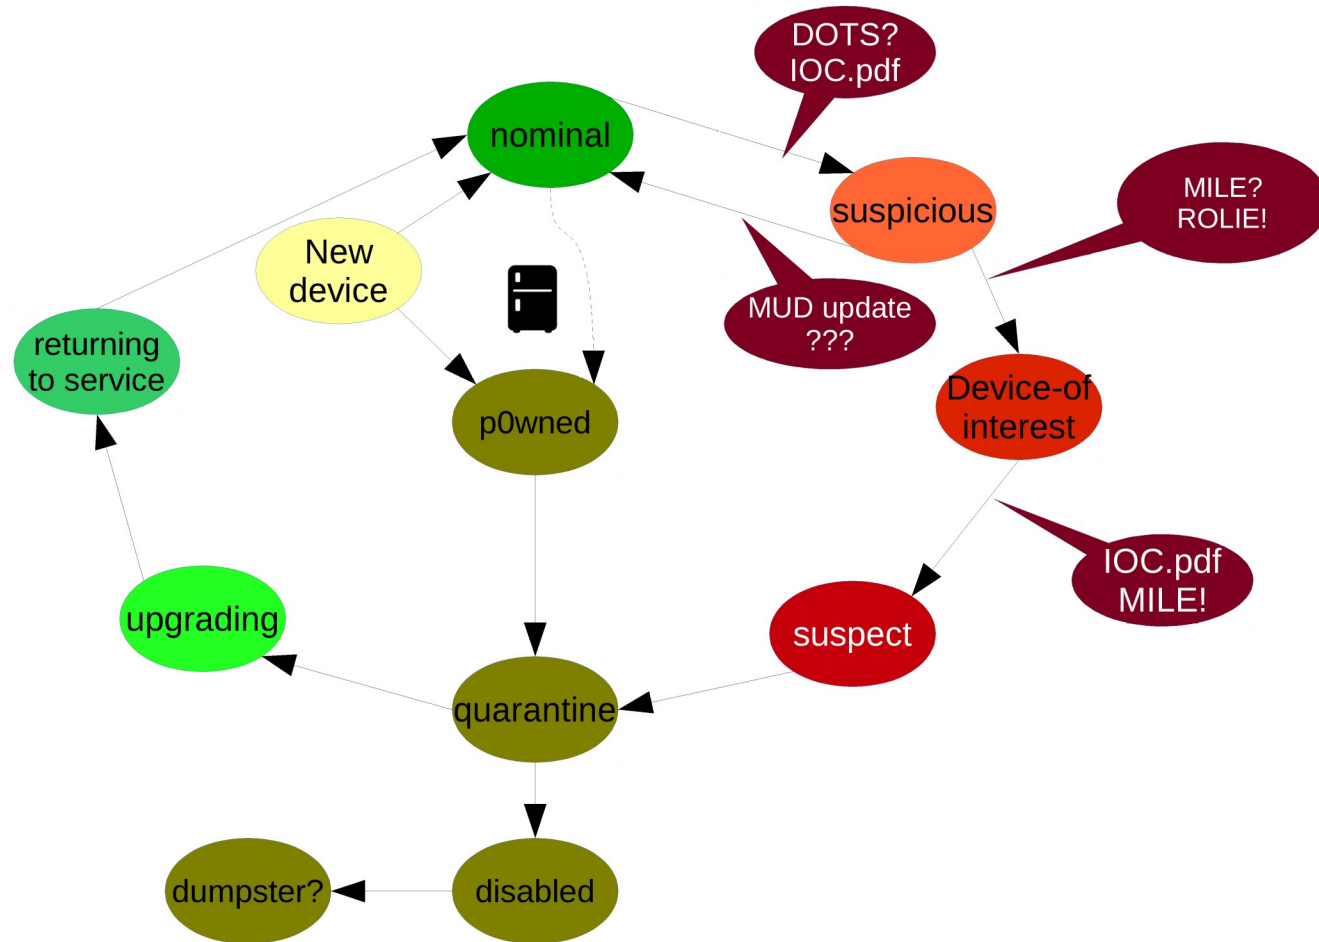 DOTS?
IOC.pdf
nominal
MILE?
ROLIE!
suspicious
New
device
MUD update
???
returning
to service
Device-of
interest
p0wned
IOC.pdf
MILE!
upgrading
suspect
quarantine
dumpster?
disabled